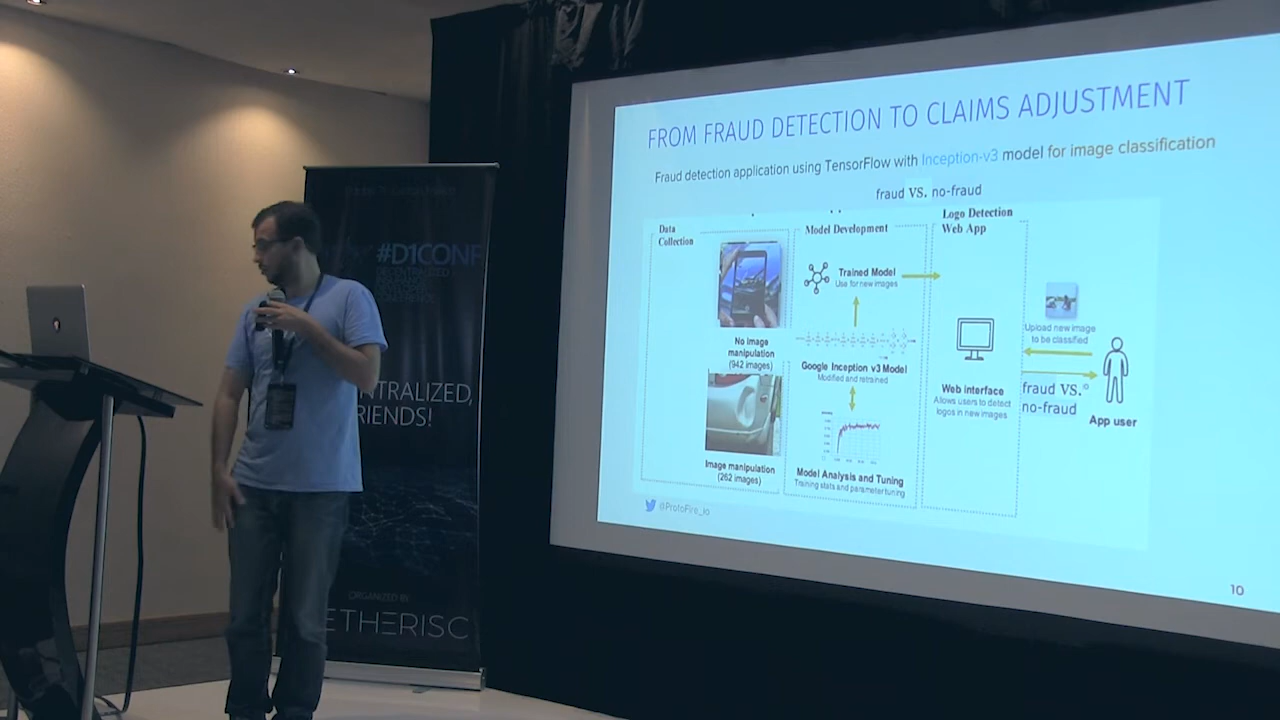 FROM FRAUD DETECTION TO CLAIMS ADJUSTMENT
Fraud detection application using TensorFlow with Inception-v3 model for image classification
fraud VS. no-fraud
Data
Collection
No image
manipulation
(942 images)
Image manipulation
(262 images)
Model Development
Trained Model
Use for new images
Google Inception v3 Model
Modified and retrained
Model Analysis and Tuning
Training stats and parameter tuning
Logo Detection
Web App
Web interface
Allows users to detect
logos in new images
Upload new image
to be classified
fraud VS.
no-fraud
App user
@ProtoFire_io
10
#D1CONF
DECENTRALIZED
CONFERENCE
NTRALIZED,
RIENDS!
ORGANIZED BY
ETHERISC